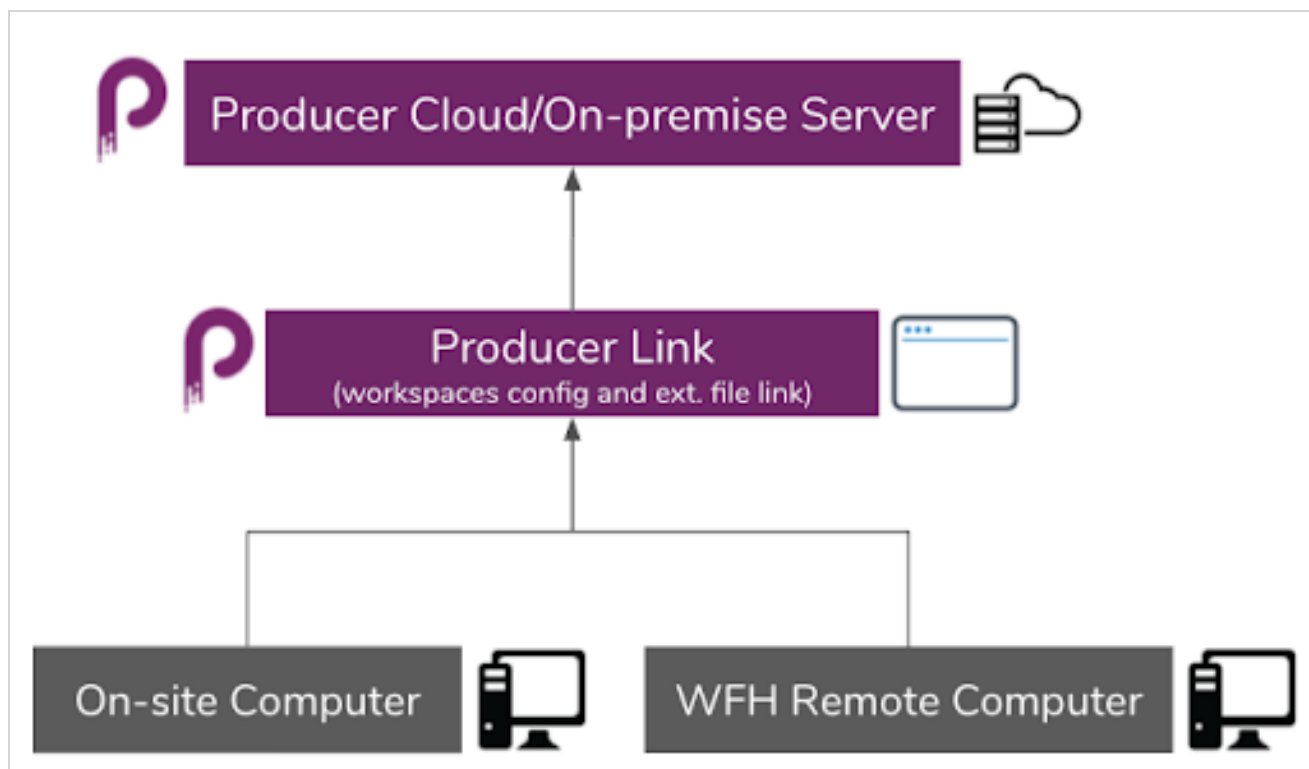 Producer Cloud/On-premise Server
Producer Link
(workspaces config and ext. file link)
On-site Computer
WFH Remote Computer